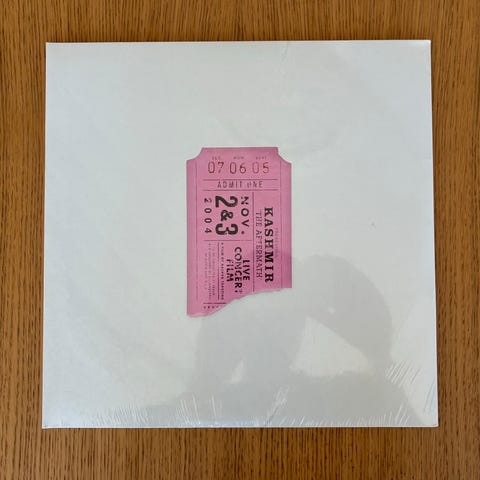 07 06 05
ADMIT ONE
KASHMIR
THE AFTERMATH
NOV.
2&3
2004
LIVE
CONCERT
FILM